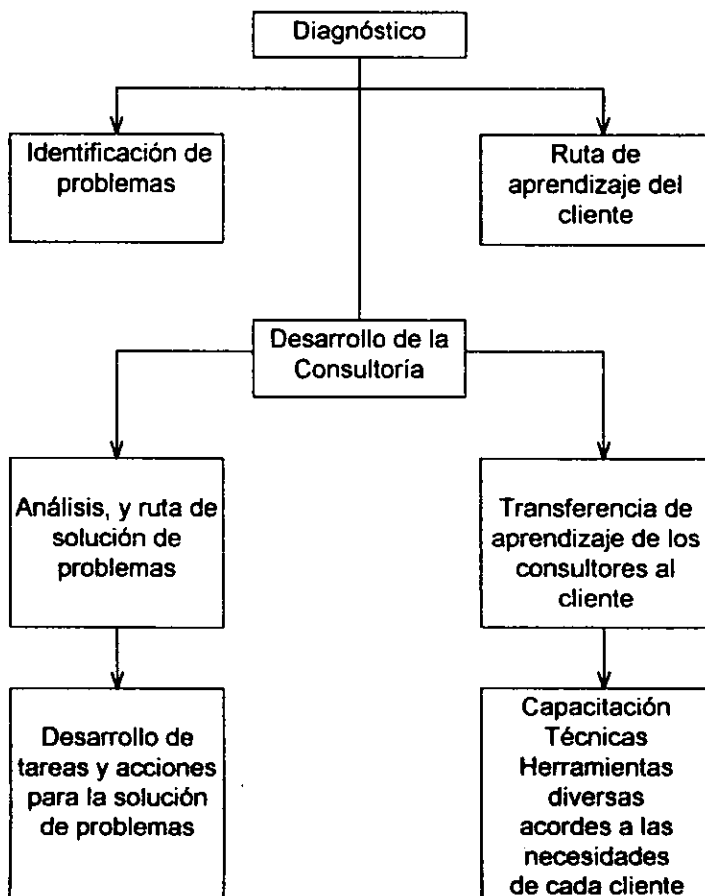 Diagnóstico
Identificación de
problemas
Ruta de
aprendizaje del
cliente
Desarrollo de la
Consultoría
Análisis, y ruta de
solución de
problemas
Transferencia de
aprendizaje de los
consultores al
cliente
Desarrollo de
tareas y acciones
para la solución
de problemas
Capacitación
Técnicas
Herramientas
diversas
acordes a las
necesidades
de cada cliente